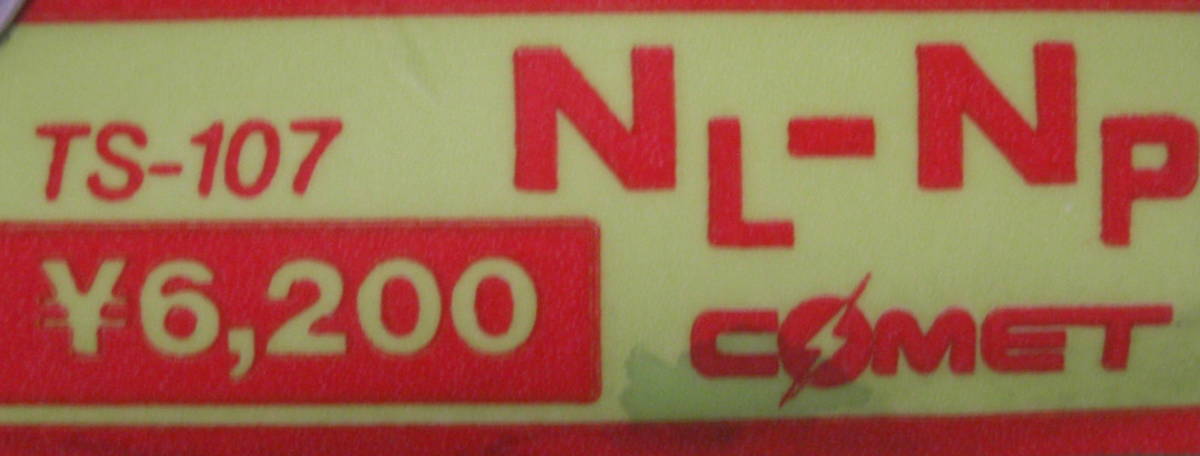 TS-107
NL-NP
¥6,200
COMET